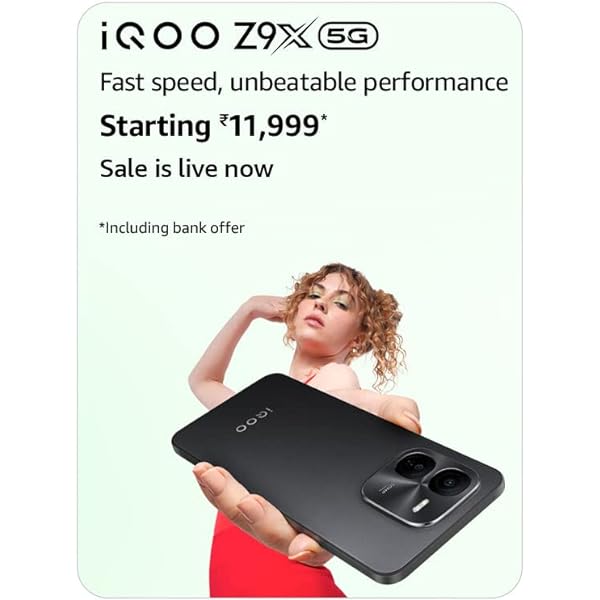 iQOO Z9X 5G
Fast speed, unbeatable performance
Starting ₹11,999*
Sale is live now
*Including bank offer
iQOO